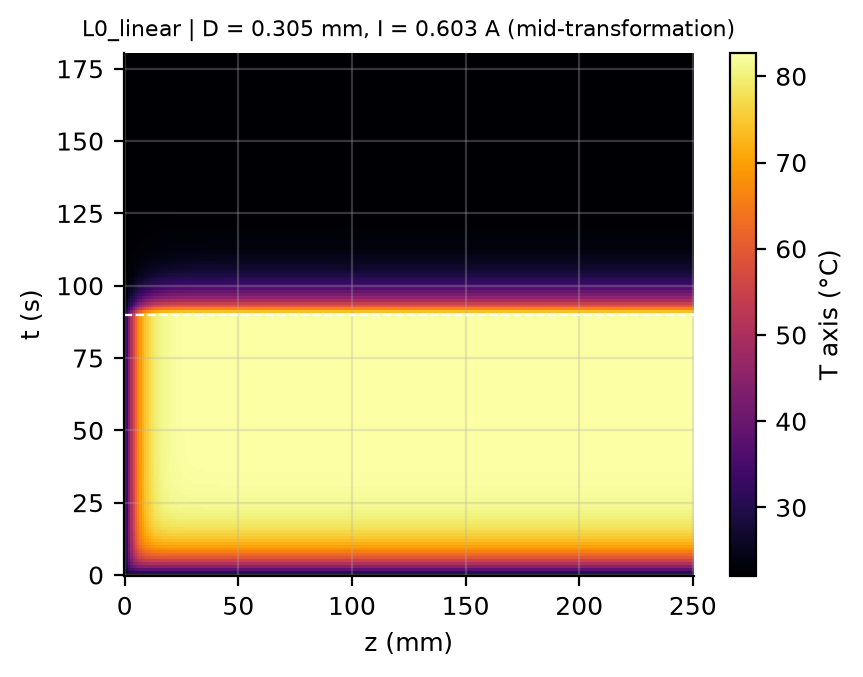 L0_linear | D = 0.305 mm, I = 0.603 A (mid-transformation)
175
150
125
100
75
50
25
0
t (s)
0 50 100 150 200 250
z (mm)
80
70
60
50
40
30
T axis (°C)